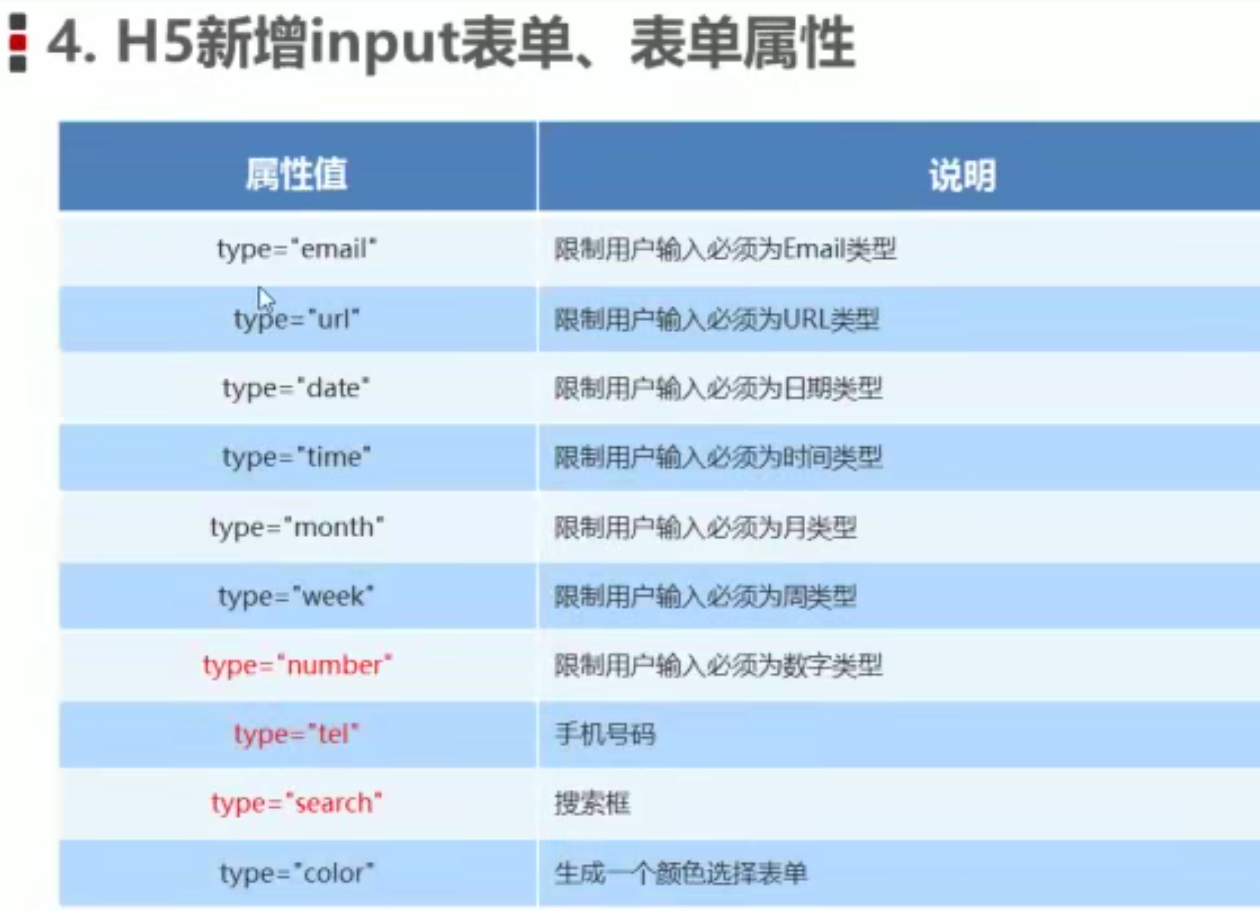 4. H5新增input表单、表单属性
属性值 说明
type="email" 限制用户输入必须为Email类型
type="url" 限制用户输入必须为URL类型
type="date" 限制用户输入必须为日期类型
type="time" 限制用户输入必须为时间类型
type="month" 限制用户输入必须为月类型
type="week" 限制用户输入必须为周类型
type="number" 限制用户输入必须为数字类型
type="tel" 手机号码
type="search" 搜索框
type="color" 生成一个颜色选择表单